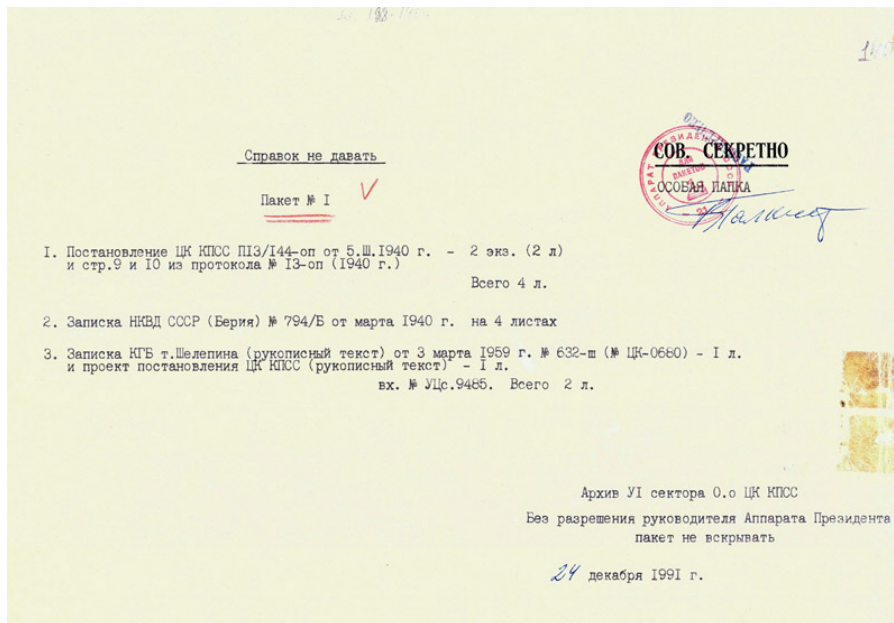 Справок не давать
СОВ. СЕКРЕТНО
ОСОБАЯ ПАПКА
Пакет № I
I. Постановление ЦК КПСС ПI3/I44-оп от 5.Ш.I940 г. - 2 экз. (2 л)
и стр.9 и IO из протокола № I3-оп (I940 г.)
Всего 4 л.
2. Записка НКВД СССР (Берия) № 794/Б от марта I940 г. на 4 листах
3. Записка КГБ т.Шелепина (рукописный текст) от 3 марта I959 г. № 632-ш (№ ЦК-0680) - I л.
и проект постановления ЦК КПСС (рукописный текст) - I л.
вх. № УЦс.9485. Всего 2 л.
Архив УI сектора О.о ЦК КПСС
Без разрешения руководителя Аппарата Президента
пакет не вскрывать
24 декабря I99I г.